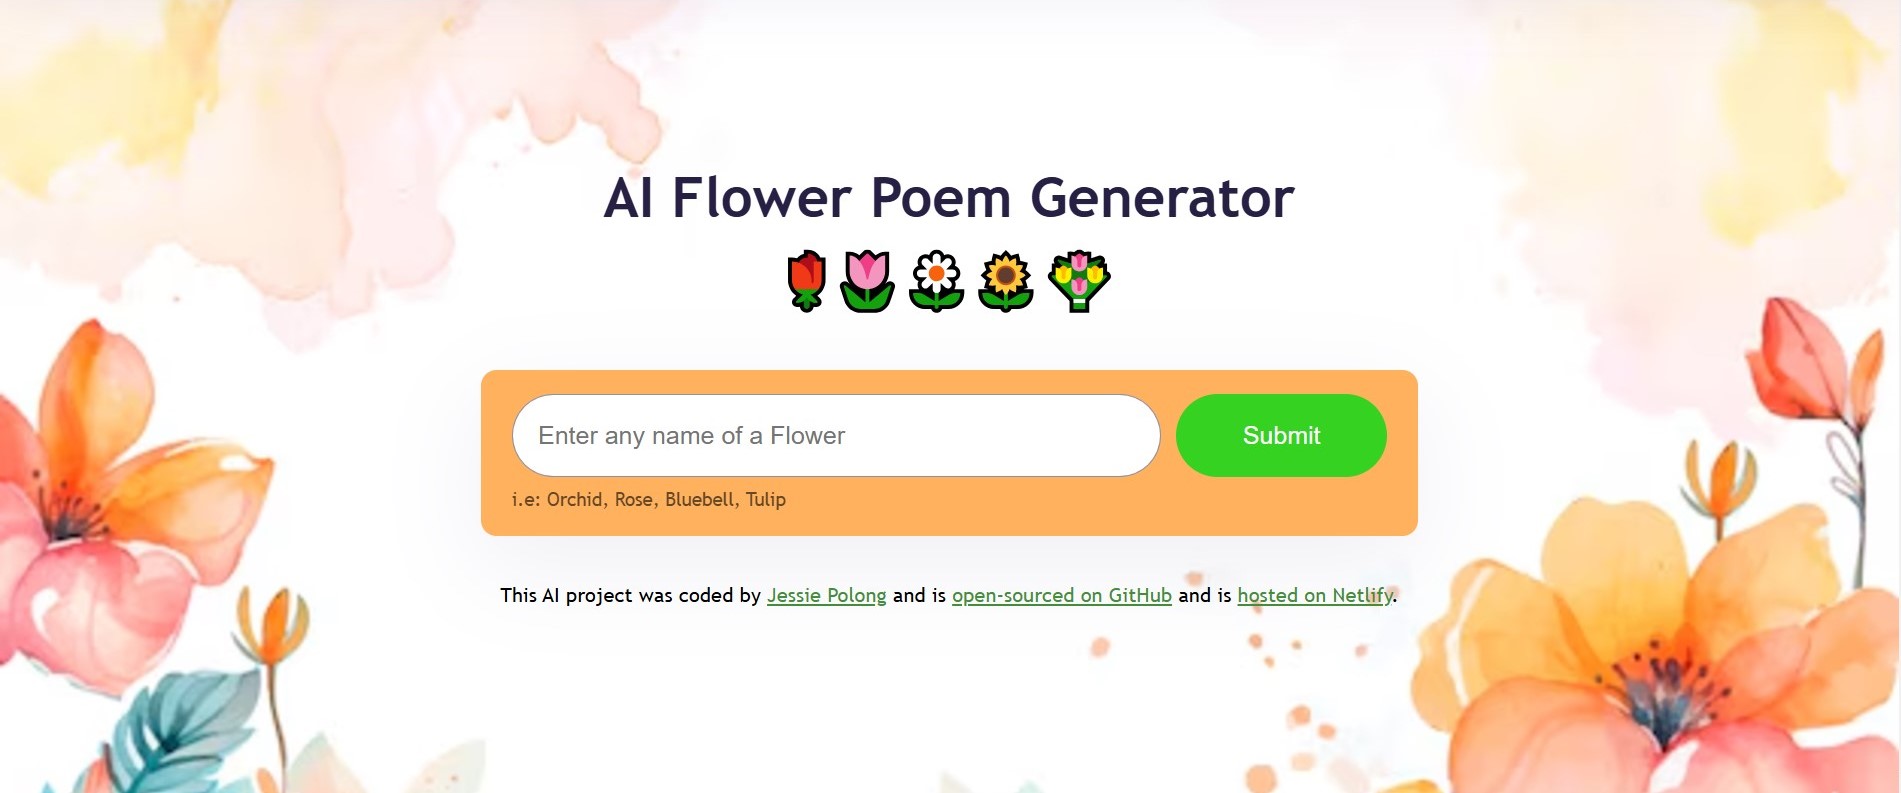 AI Flower Poem Generator
Enter any name of a Flower
Submit
i.e: Orchid, Rose, Bluebell, Tulip
This AI project was coded by Jessie Polong and is open-sourced on GitHub and is hosted on Netlify.